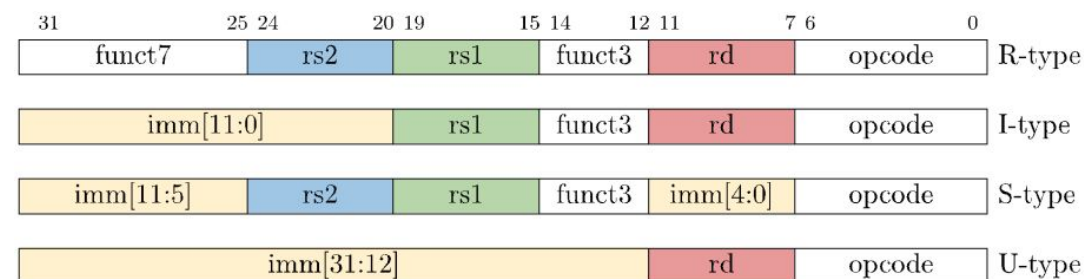 31 25 24 20 19 15 14 12 11 7 6 0
funct7 rs2 rs1 funct3 rd opcode R-type
imm[11:0] rs1 funct3 rd opcode I-type
imm[11:5] rs2 rs1 funct3 imm[4:0] opcode S-type
imm[31:12] rd opcode U-type